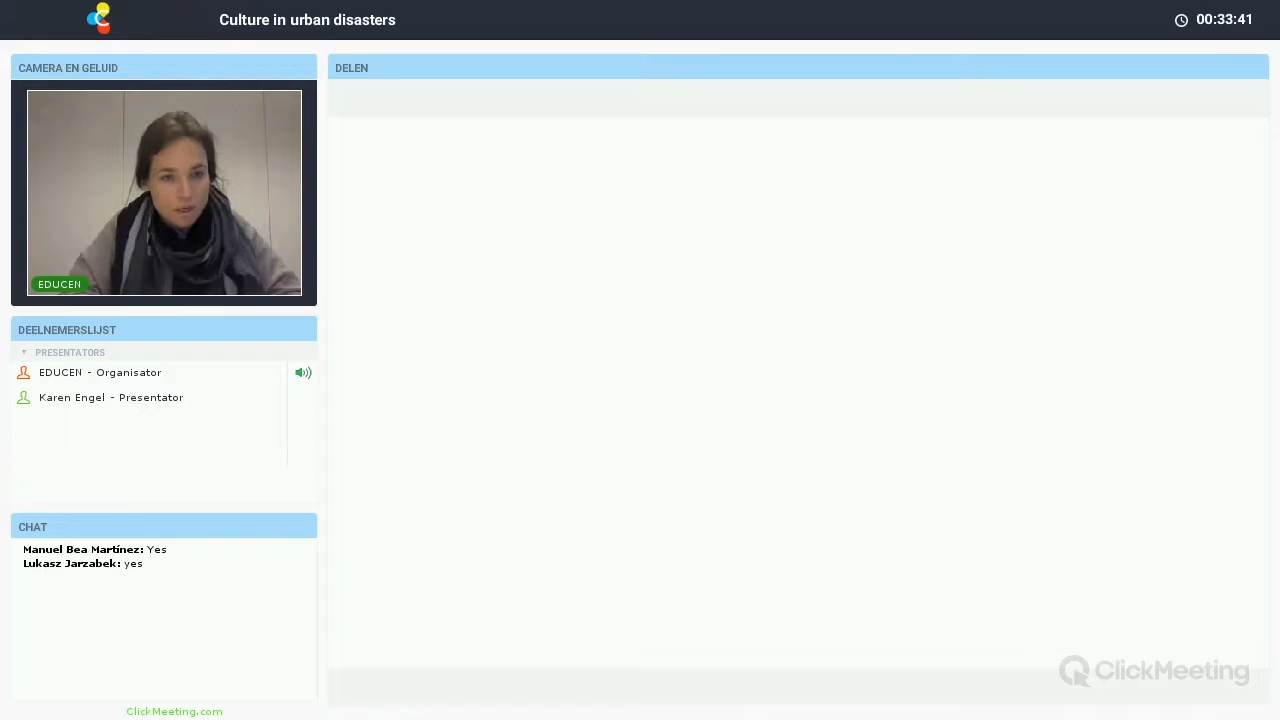 Culture in urban disasters
00:33:41
CAMERA EN GELUID
DELEN
EDUCEN
DEELNEMERSLIJST
PRESENTATORS
EDUCEN - Organisator
Karen Engel - Presentator
CHAT
Manuel Bea Martínez: Yes
Lukasz Jarzabek: yes
ClickMeeting
ClickMeeting.com